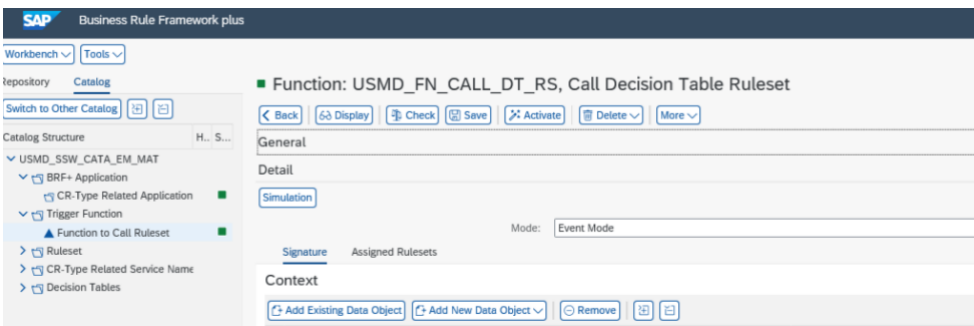 SAP Business Rule Framework plus
Workbench Tools
Repository Catalog
Switch to Other Catalog
Catalog Structure H.. S...
USMD_SSW_CATA_EM_MAT
BRF+ Application
CR-Type Related Application
Trigger Function
Function to Call Ruleset
Ruleset
CR-Type Related Service Name
Decision Tables
Function: USMD_FN_CALL_DT_RS, Call Decision Table Ruleset
Back Display Check Save Activate Delete More
General
Detail
Simulation
Mode: Event Mode
Signature Assigned Rulesets
Context
Add Existing Data Object Add New Data Object Remove